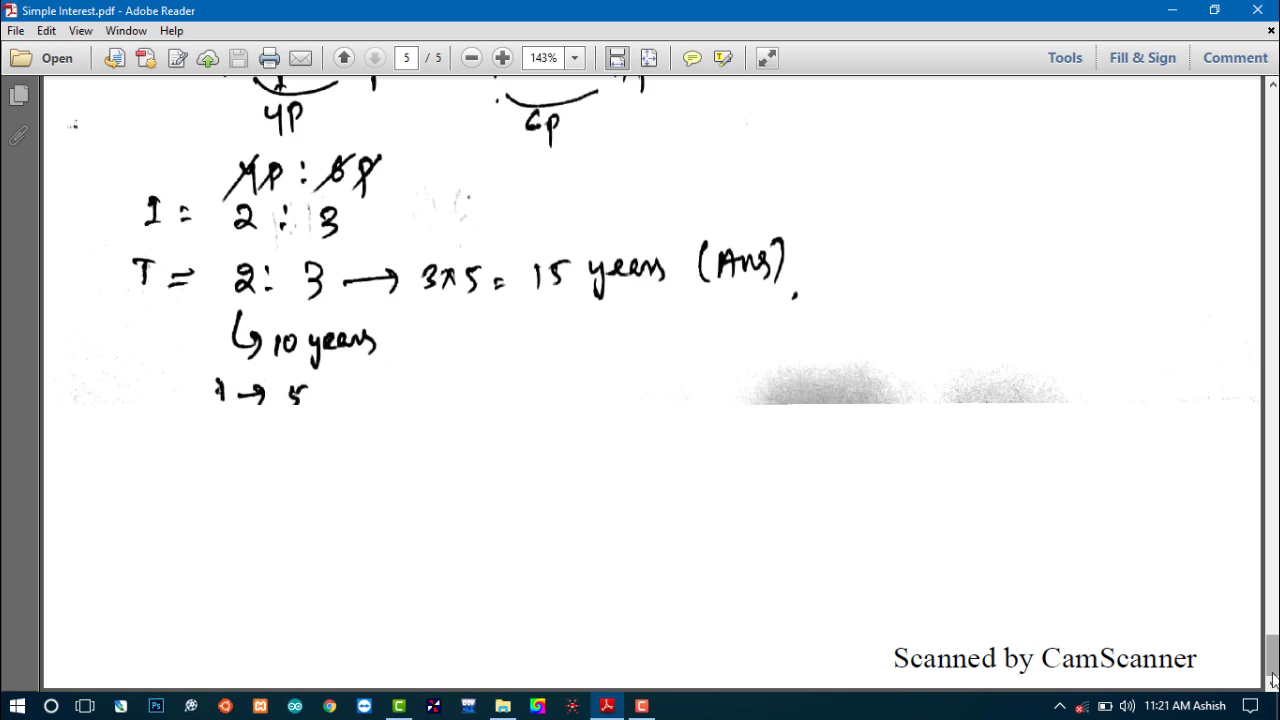 Simple Interest.pdf - Adobe Reader
File Edit View Window Help
Open 5 / 5 143% Tools Fill & Sign Comment
4P 6P
4P : 6P
I = 2 : 3
T = 2 : 3 → 3x5 = 15 years (Ans).
↳ 10 years
1 → 5
Scanned by CamScanner
11:21 AM Ashish